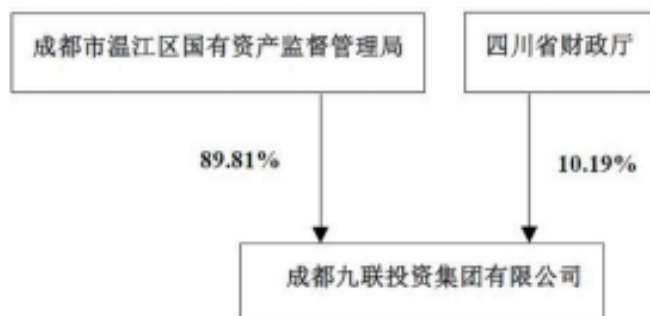 成都市温江区国有资产监督管理局
四川省财政厅
89.81%
10.19%
成都九联投资集团有限公司